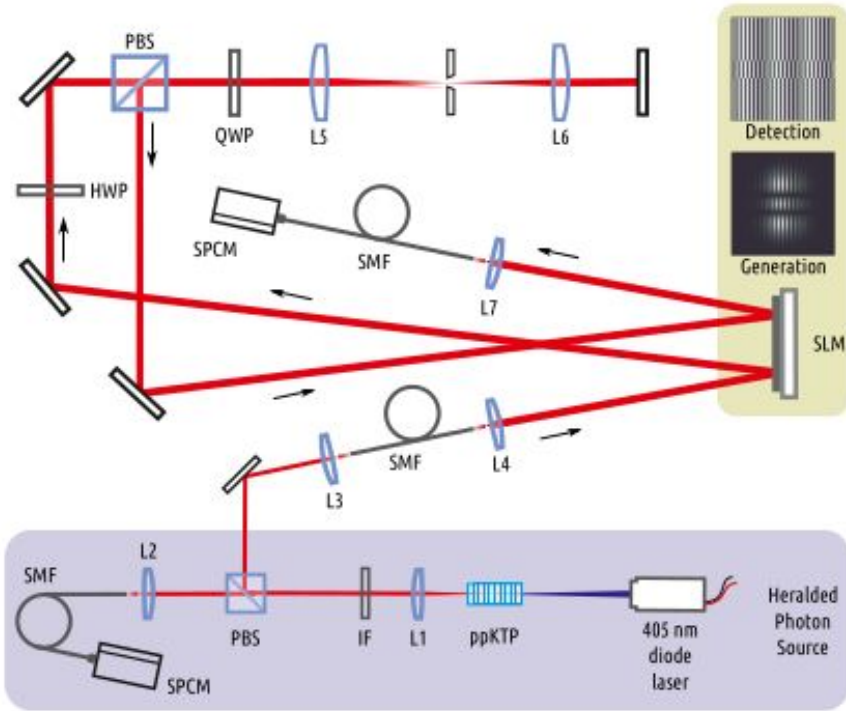 PBS
QWP
L5
L6
Detection
HWP
SPCM
SMF
L7
Generation
SLM
SMF
L4
L3
L2
SMF
PBS
IF
L1
ppKTP
405 nm
diode
laser
Heralded
Photon
Source
SPCM